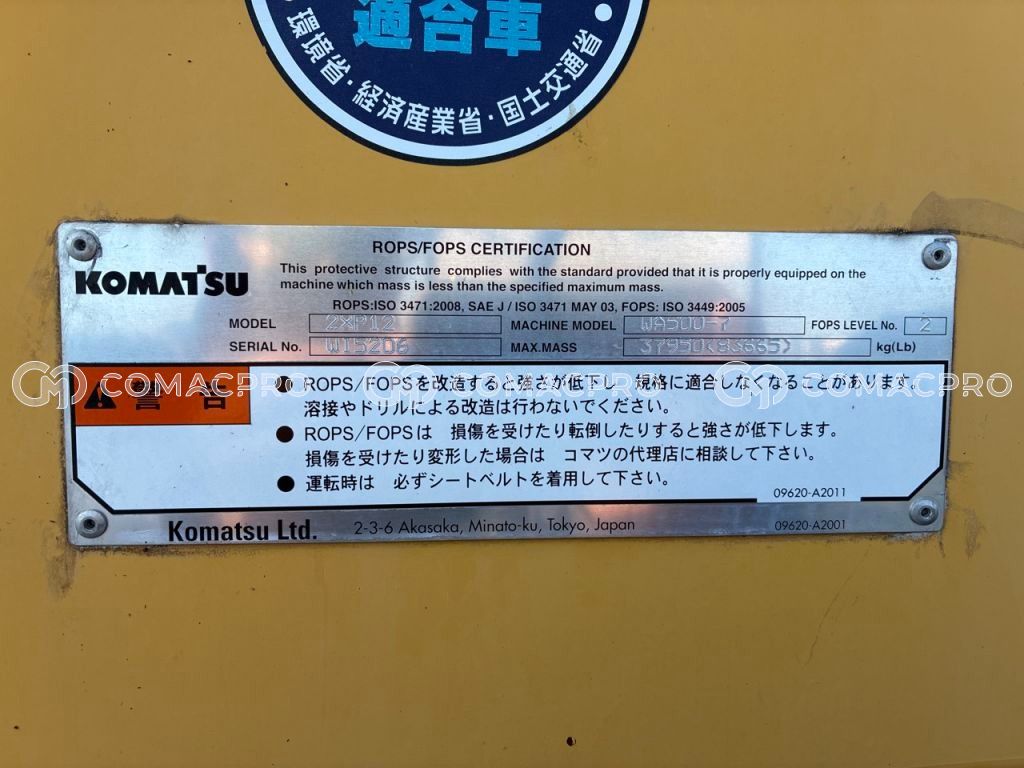 適合車
・環境省・経済産業省・国土交通省・
ROPS/FOPS CERTIFICATION
KOMATSU
This protective structure complies with the standard provided that it is properly equipped on the
machine which mass is less than the specified maximum mass.
ROPS:ISO 3471:2008, SAE J / ISO 3471 MAY 03, FOPS: ISO 3449:2005
MODEL 2XP12 MACHINE MODEL WA500-7 FOPS LEVEL No. 2
SERIAL No. WI5206 MAX.MASS 37950(83665) kg(Lb)
COMACPRO COMACPRO COMACPRO
警告
● ROPS/FOPSを改造すると強さが低下し 規格に適合しなくなることがあります。
溶接やドリルによる改造は行わないでください。
● ROPS/FOPSは 損傷を受けたり転倒したりすると強さが低下します。
損傷を受けたり変形した場合は コマツの代理店に相談して下さい。
● 運転時は 必ずシートベルトを着用して下さい。
09620-A2011
Komatsu Ltd. 2-3-6 Akasaka, Minato-ku, Tokyo, Japan 09620-A2001